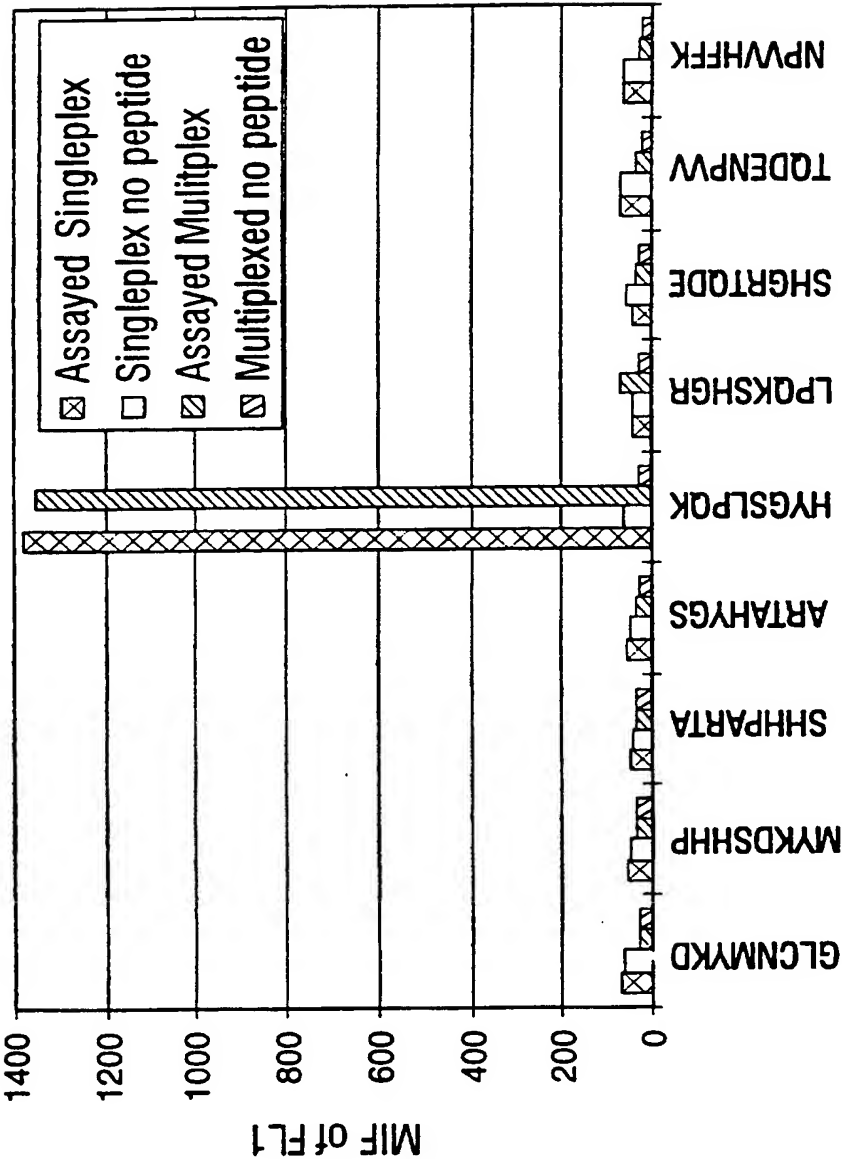 1400
1200
1000
800
600
400
200
0
MIF of FL1
Assayed Singleplex
Singleplex no peptide
Assayed Mulitplex
Multiplexed no peptide
GLCNMYKD
MYKDSHHP
SHHPARTA
ARTAHYGS
HYGSLPQK
LPQKSHGR
SHGRTQDE
TQDENPVV
NPVVHFFK